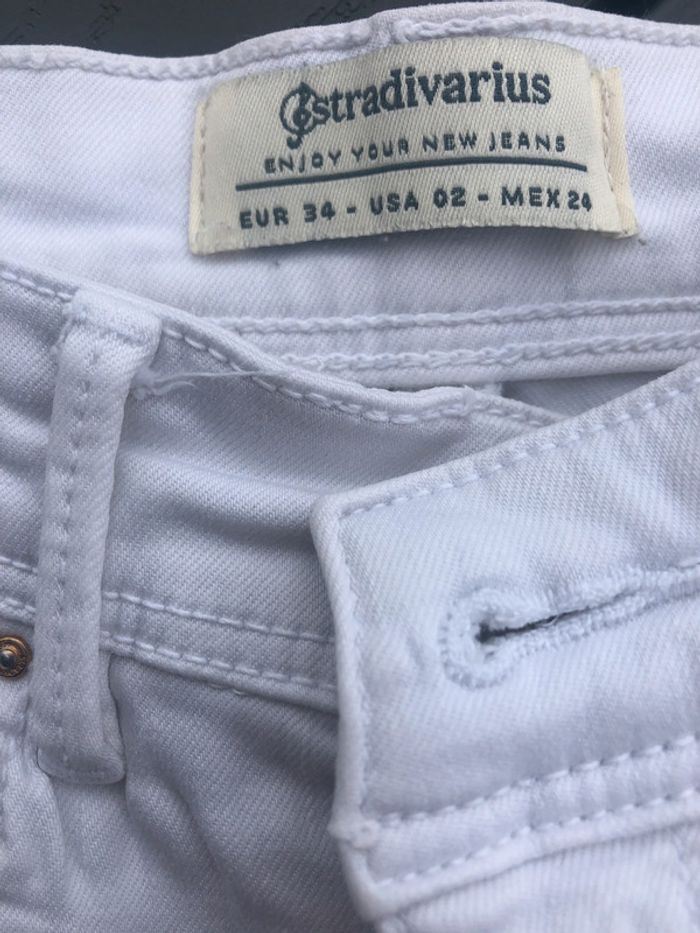 stradivarius
ENJOY YOUR NEW JEANS
EUR 34 - USA 02 - MEX 24